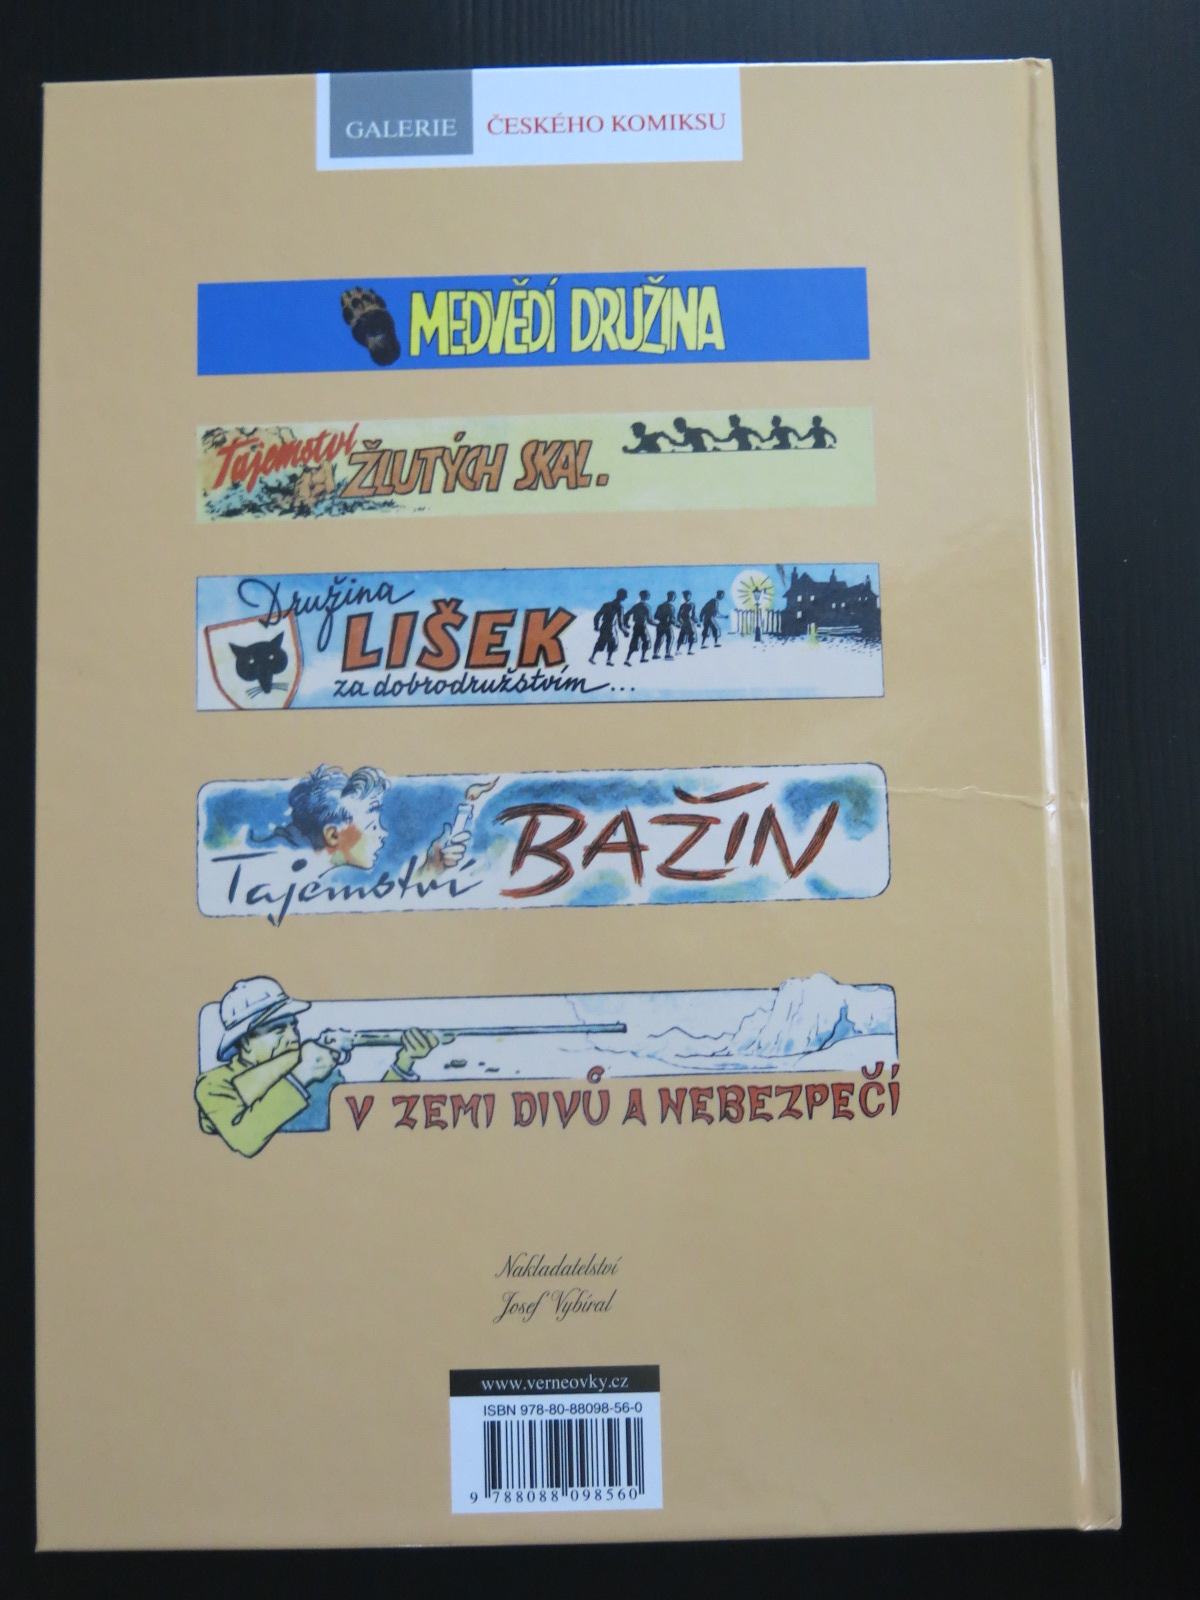 GALERIE ČESKÉHO KOMIKSU
MEDVĚDÍ DRUŽINA
Tajemství ŽLUTÝCH SKAL.
Družina
LIŠEK
za dobrodružstvím...
Tajemství BAŽIN
V ZEMI DIVŮ A NEBEZPEČÍ
Nakladatelství
Josef Vybíral
www.verneovky.cz
ISBN 978-80-88098-56-0
9 788088 098560